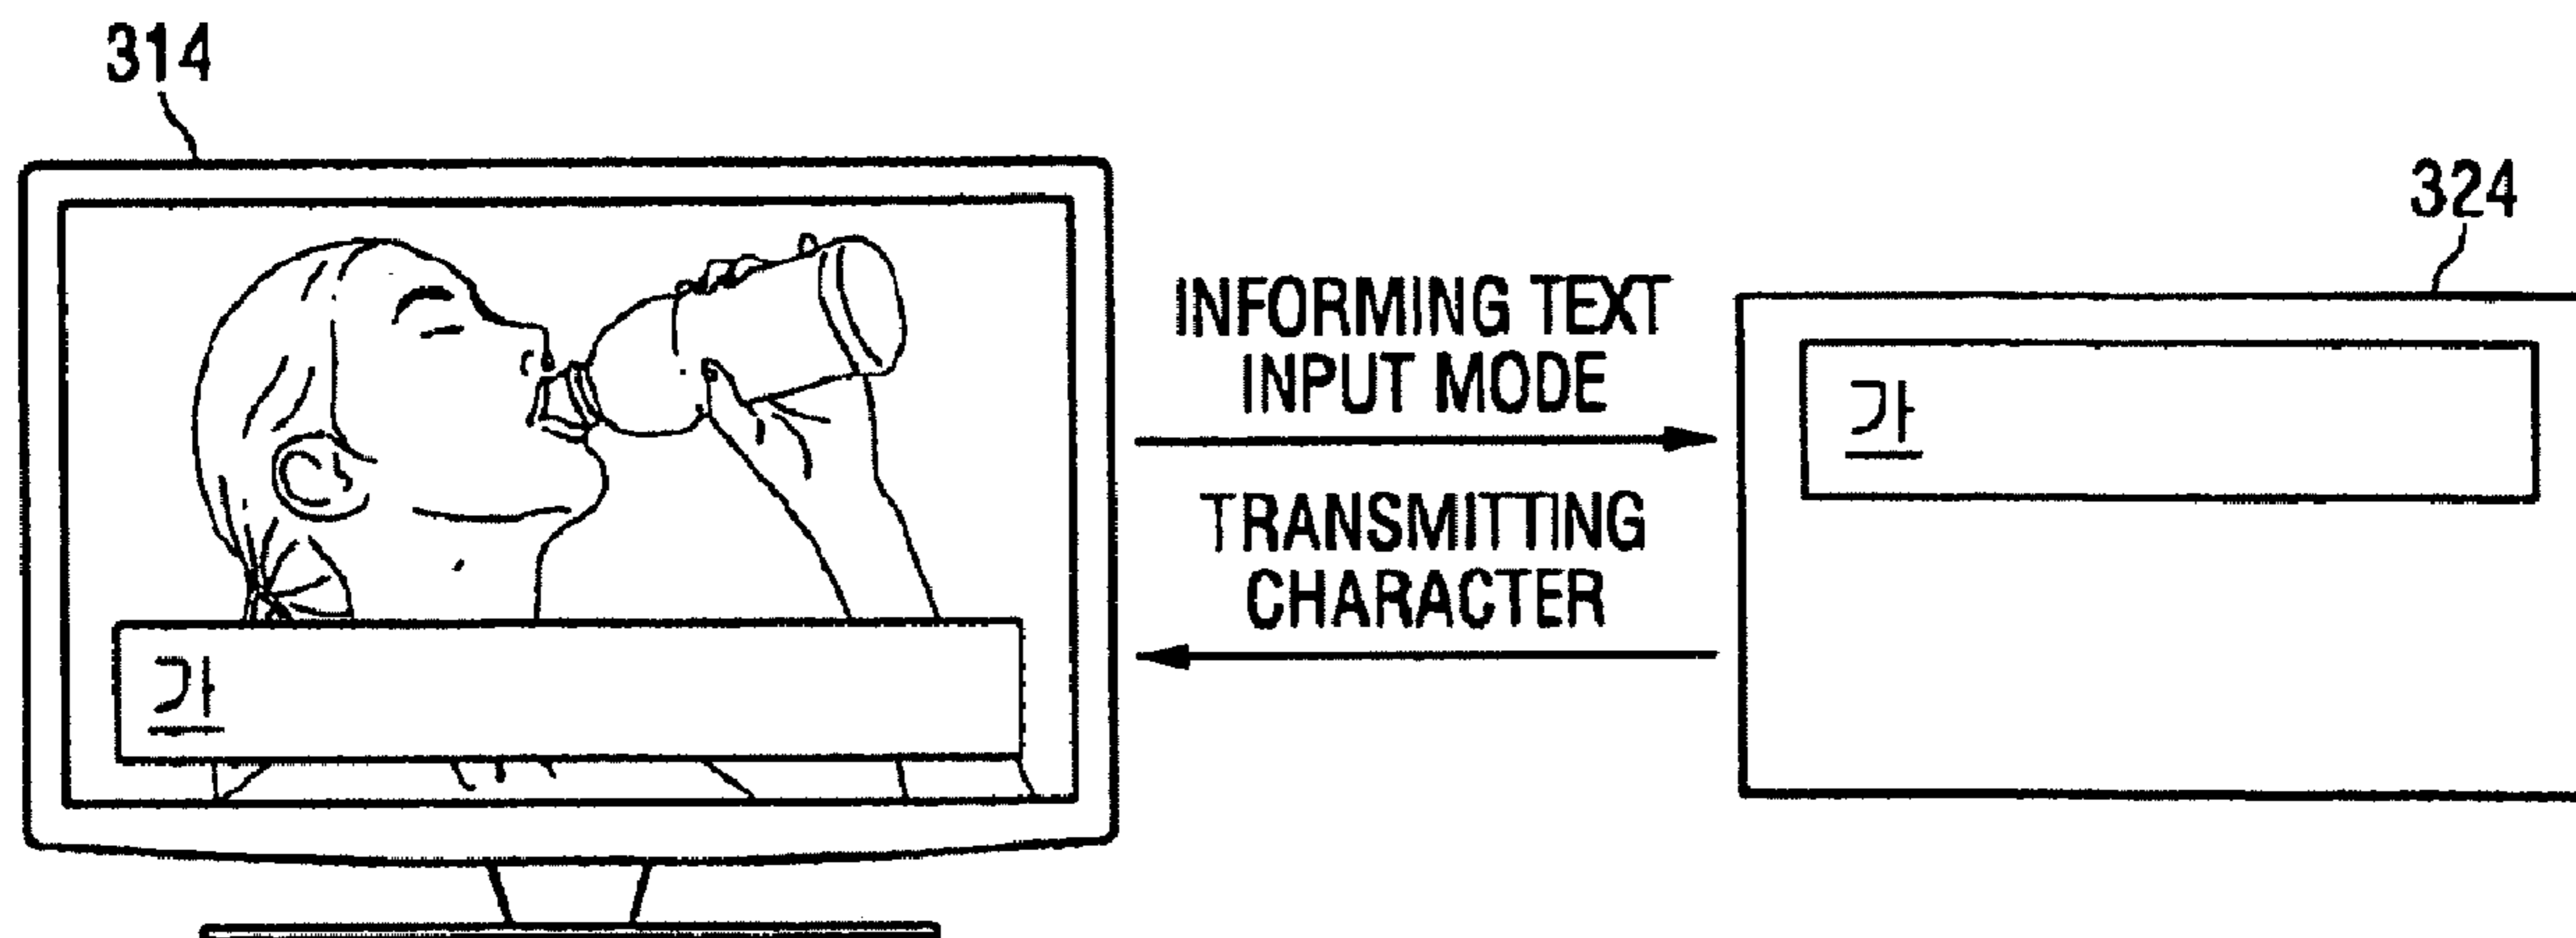 314
324
INFORMING TEXT
INPUT MODE
가
TRANSMITTING
CHARACTER
가